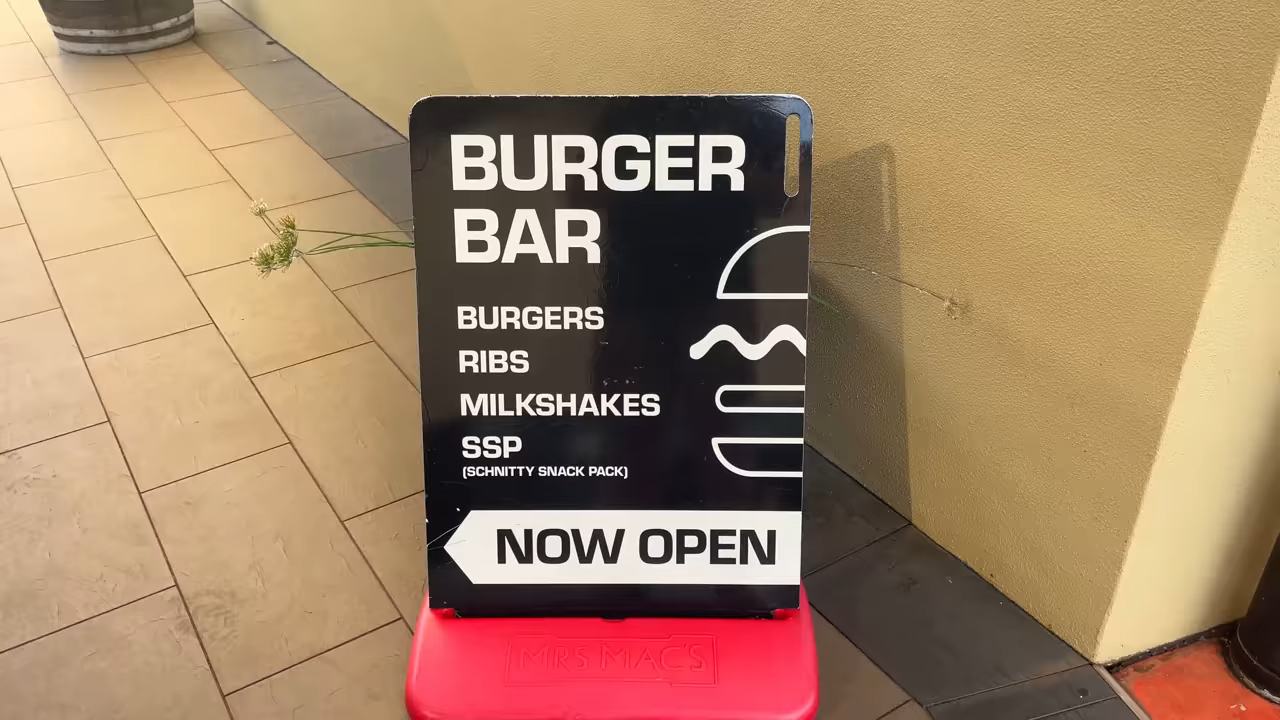 BURGER
BAR
BURGERS
RIBS
MILKSHAKES
SSP
(SCHNITTY SNACK PACK)
NOW OPEN
MRS MAC'S